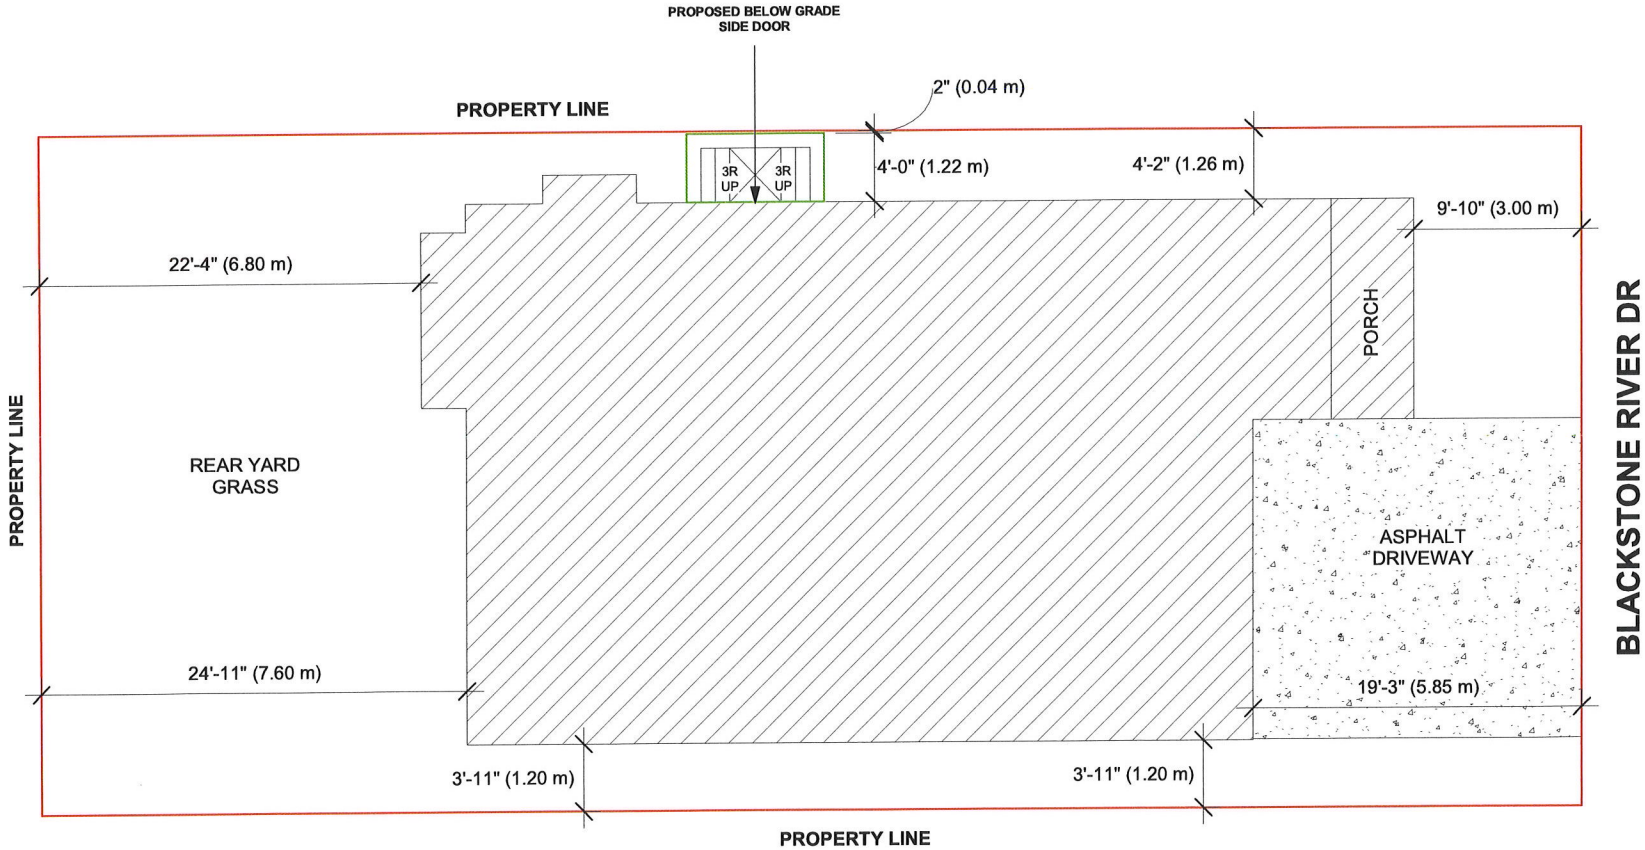 PROPOSED BELOW GRADE
SIDE DOOR
2" (0.04 m)
PROPERTY LINE
4'-0" (1.22 m)
4'-2" (1.26 m)
3R
UP
3R
UP
9'-10" (3.00 m)
22'-4" (6.80 m)
PORCH
BLACKSTONE RIVER DR
PROPERTY LINE
REAR YARD
GRASS
ASPHALT
DRIVEWAY
24'-11" (7.60 m)
19'-3" (5.85 m)
3'-11" (1.20 m)
3'-11" (1.20 m)
PROPERTY LINE